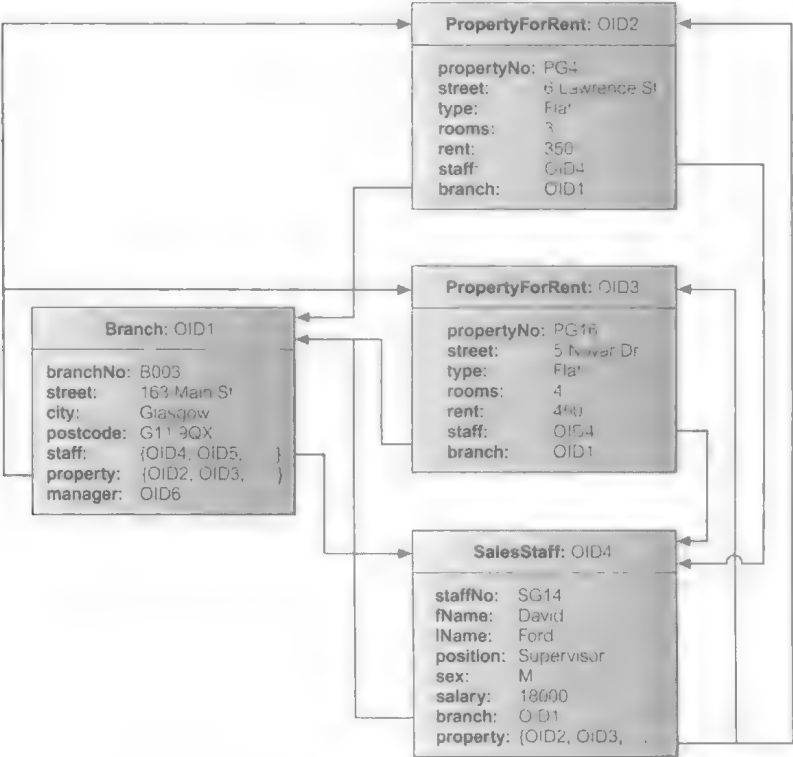 PropertyForRent: OID2
propertyNo: PG4
street: 6 Lawrence St
type: Flat
rooms: 3
rent: 350
staff: OID4
branch: OID1
PropertyForRent: OID3
propertyNo: PG16
street: 5 Novar Dr
type: Flat
rooms: 4
rent: 450
staff: OID4
branch: OID1
Branch: OID1
branchNo: B003
street: 163 Main St
city: Glasgow
postcode: G11 9QX
staff: {OID4, OID5, }
property: {OID2, OID3, }
manager: OID6
SalesStaff: OID4
staffNo: SG14
fName: David
lName: Ford
position: Supervisor
sex: M
salary: 18000
branch: OID1
property: {OID2, OID3,